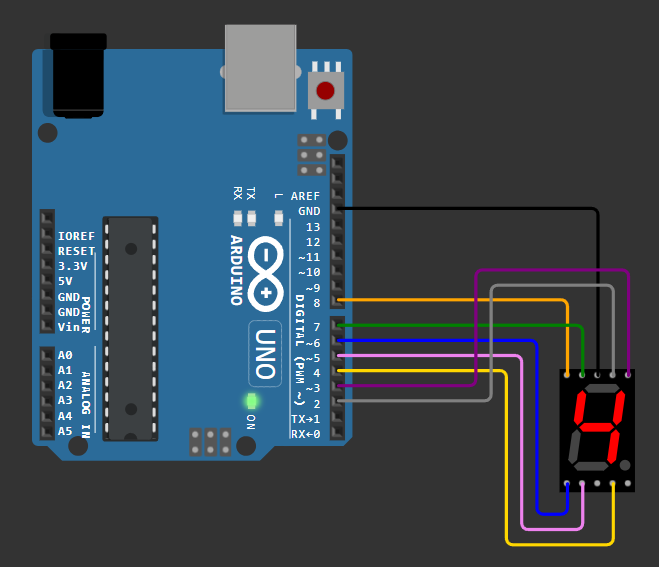 RX
TX
L
AREF
GND
13
12
~11
~10
~9
8
7
~6
~5
4
~3
2
TX→1
RX←0
DIGITAL (PWM ~)
ARDUINO
UNO
ON
IOREF
RESET
3.3V
5V
GND
GND
Vin
POWER
A0
A1
A2
A3
A4
A5
ANALOG IN
4